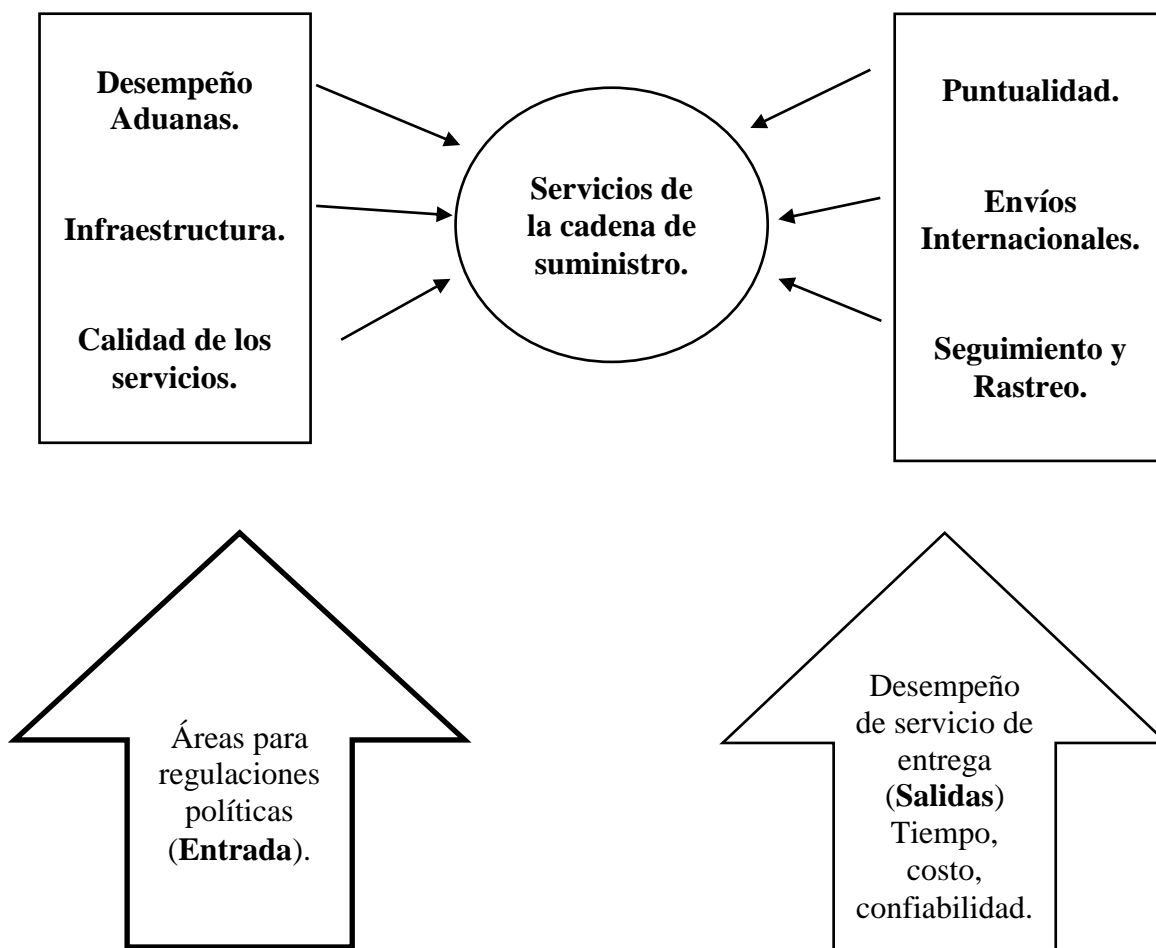 Desempeño
Aduanas.
Infraestructura.
Calidad de los
servicios.
Servicios de
la cadena de
suministro.
Puntualidad.
Envíos
Internacionales.
Seguimiento y
Rastreo.
Áreas para
regulaciones
políticas
(Entrada).
Desempeño
de servicio de
entrega
(Salidas)
Tiempo,
costo,
confiabilidad.